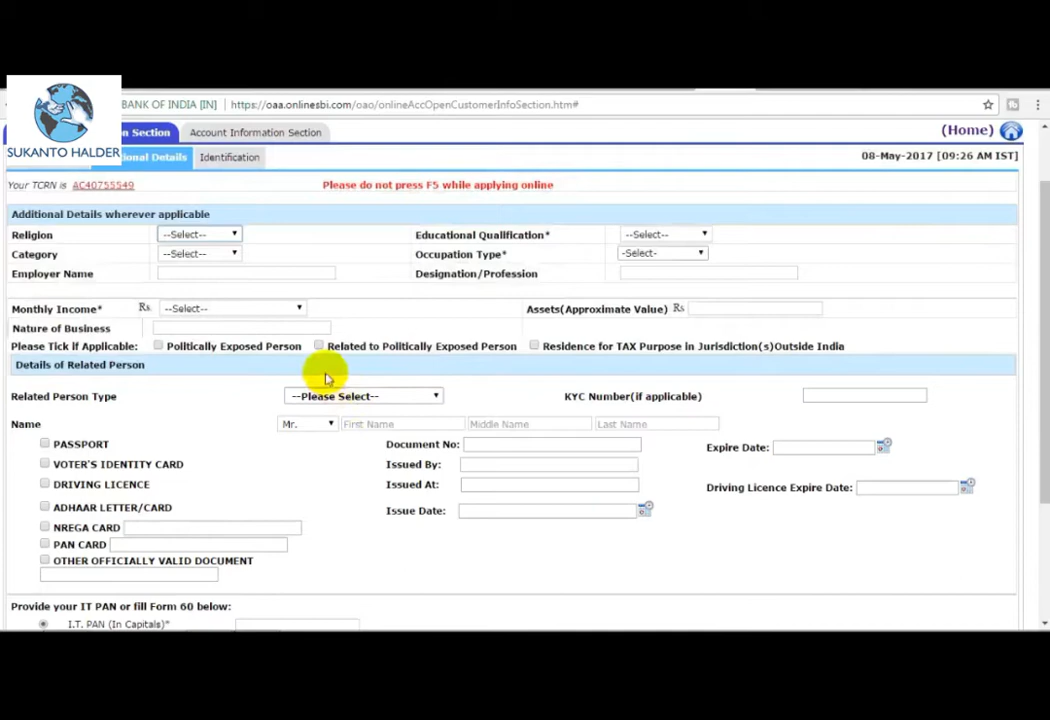 BANK OF INDIA [IN] https://oaa.onlinesbi.com/oao/onlineAccOpenCustomerInfoSection.htm#
SUKANTO HALDER
n Section Account Information Section (Home)
ional Details Identification 08-May-2017 [09:26 AM IST]
Your TCRN is AC40755549 Please do not press F5 while applying online
Additional Details wherever applicable
Religion --Select-- Educational Qualification* --Select--
Category --Select-- Occupation Type* -Select-
Employer Name Designation/Profession
Monthly Income* Rs. --Select-- Assets(Approximate Value) Rs
Nature of Business
Please Tick if Applicable: Politically Exposed Person Related to Politically Exposed Person Residence for TAX Purpose in Jurisdiction(s)Outside India
Details of Related Person
Related Person Type --Please Select-- KYC Number(if applicable)
Name Mr. First Name Middle Name Last Name
PASSPORT Document No: Expire Date:
VOTER'S IDENTITY CARD Issued By:
DRIVING LICENCE Issued At: Driving Licence Expire Date:
ADHAAR LETTER/CARD Issue Date:
NREGA CARD
PAN CARD
OTHER OFFICIALLY VALID DOCUMENT
Provide your IT PAN or fill Form 60 below:
I.T. PAN (In Capitals)*